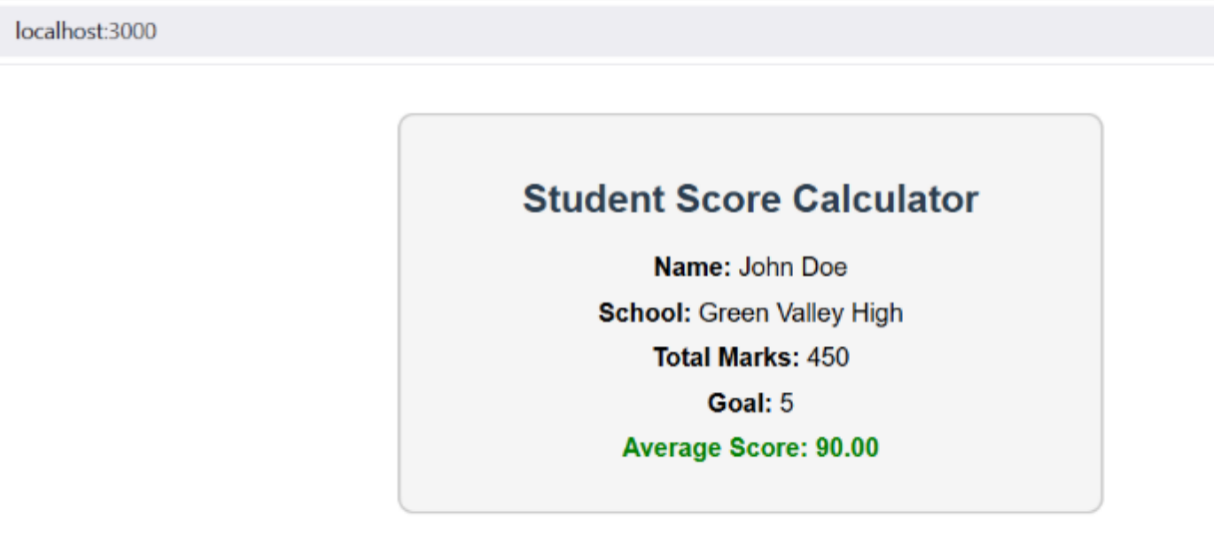 localhost:3000
Student Score Calculator
Name: John Doe
School: Green Valley High
Total Marks: 450
Goal: 5
Average Score: 90.00